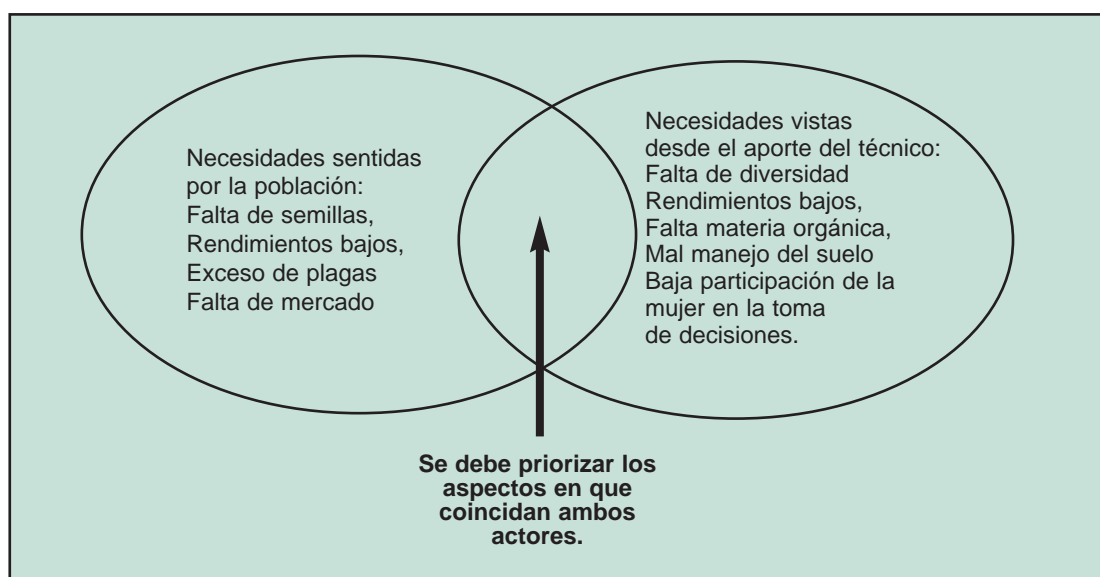 Necesidades sentidas
por la población:
Falta de semillas,
Rendimientos bajos,
Exceso de plagas
Falta de mercado
Necesidades vistas
desde el aporte del técnico:
Falta de diversidad
Rendimientos bajos,
Falta materia orgánica,
Mal manejo del suelo
Baja participación de la
mujer en la toma
de decisiones.
Se debe priorizar los
aspectos en que
coincidan ambos
actores.